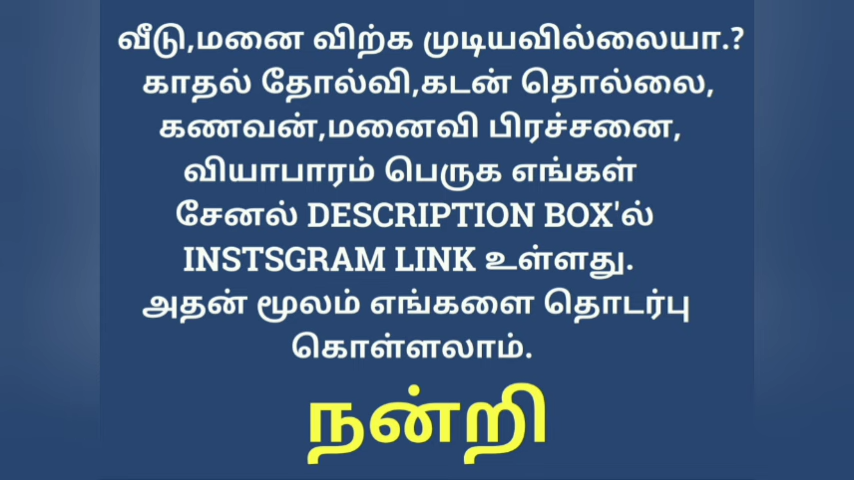 வீடு,மனை விற்க முடியவில்லையா.?
காதல் தோல்வி,கடன் தொல்லை,
கணவன்,மனைவி பிரச்சனை,
வியாபாரம் பெருக எங்கள்
சேனல் DESCRIPTION BOX'ல்
INSTSGRAM LINK உள்ளது.
அதன் மூலம் எங்களை தொடர்பு
கொள்ளலாம்.
நன்றி